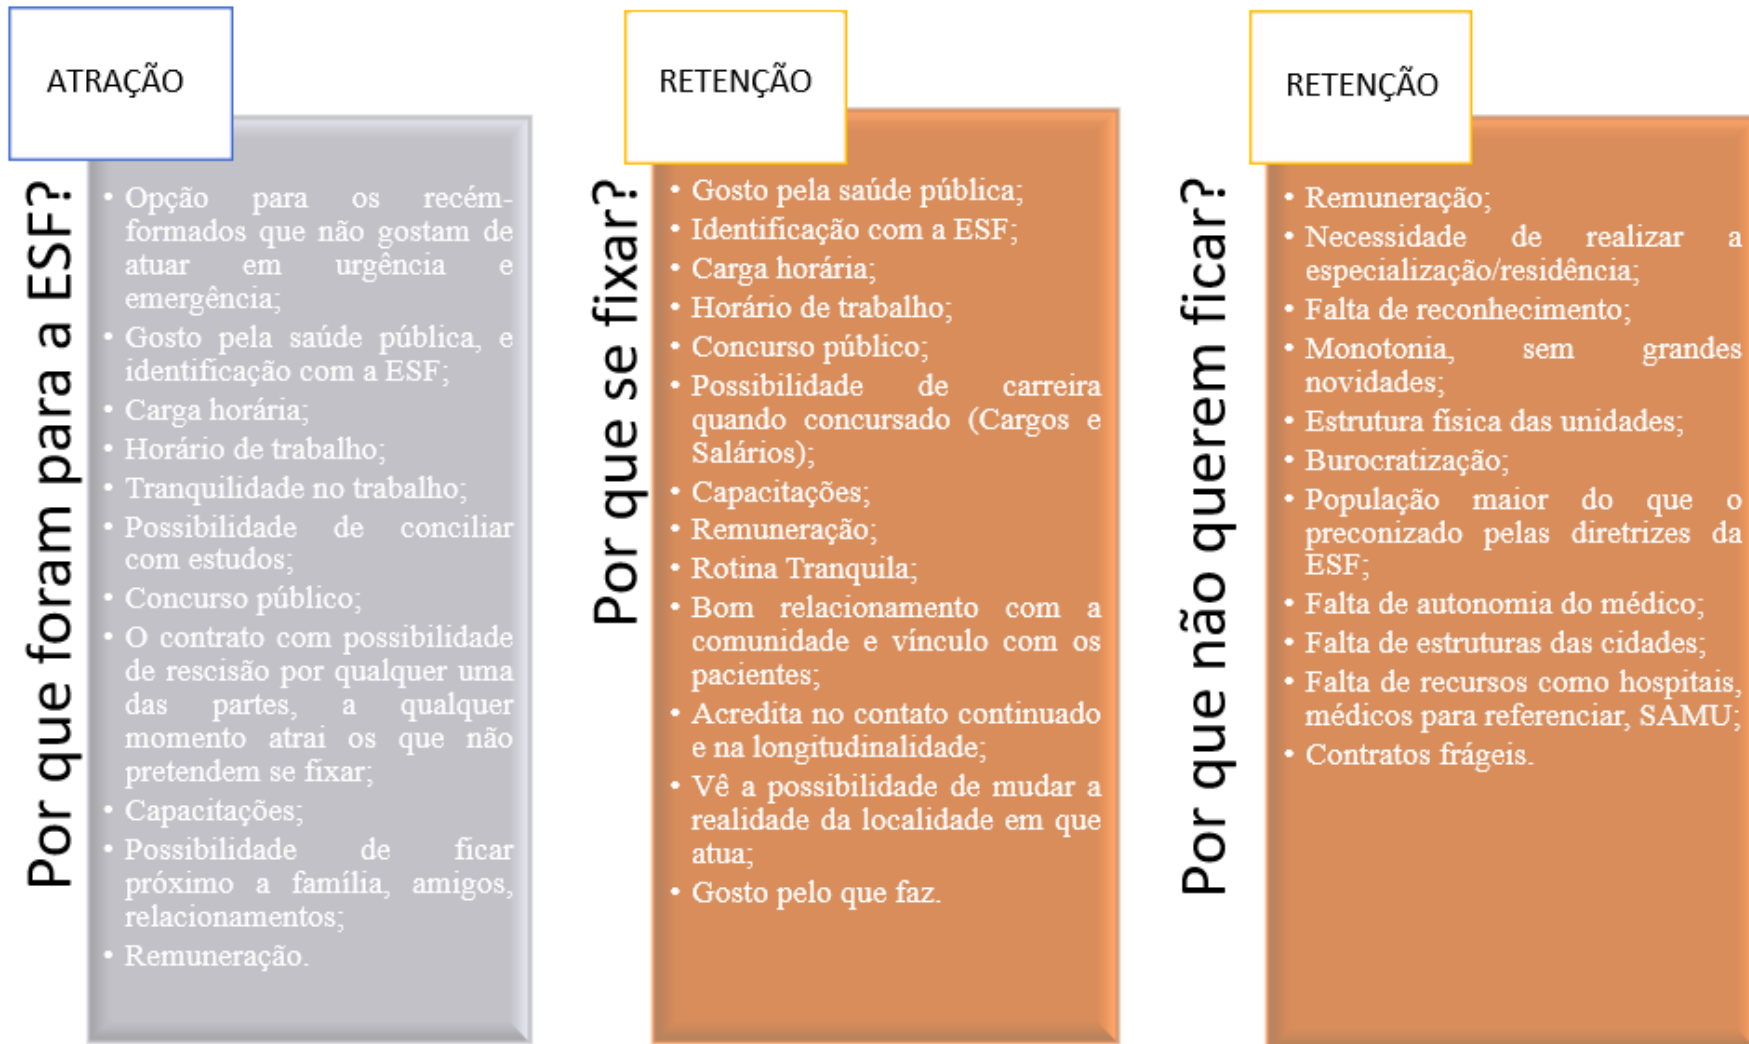 ATRAÇÃO
Por que foram para a ESF?
• Opção para os recém-
formados que não gostam de
atuar em urgência e
emergência;
• Gosto pela saúde pública, e
identificação com a ESF;
• Carga horária;
• Horário de trabalho;
• Tranquilidade no trabalho;
• Possibilidade de conciliar
com estudos;
• Concurso público;
• O contrato com possibilidade
de rescisão por qualquer uma
das partes, a qualquer
momento atrai os que não
pretendem se fixar;
• Capacitações;
• Possibilidade de ficar
próximo a família, amigos,
relacionamentos;
• Remuneração.
RETENÇÃO
Por que se fixar?
• Gosto pela saúde pública;
• Identificação com a ESF;
• Carga horária;
• Horário de trabalho;
• Concurso público;
• Possibilidade de carreira
quando concursado (Cargos e
Salários);
• Capacitações;
• Remuneração;
• Rotina Tranquila;
• Bom relacionamento com a
comunidade e vínculo com os
pacientes;
• Acredita no contato continuado
e na longitudinalidade;
• Vê a possibilidade de mudar a
realidade da localidade em que
atua;
• Gosto pelo que faz.
RETENÇÃO
Por que não querem ficar?
• Remuneração;
• Necessidade de realizar a
especialização/residência;
• Falta de reconhecimento;
• Monotonia, sem grandes
novidades;
• Estrutura física das unidades;
• Burocratização;
• População maior do que o
preconizado pelas diretrizes da
ESF;
• Falta de autonomia do médico;
• Falta de estruturas das cidades;
• Falta de recursos como hospitais,
médicos para referenciar, SAMU;
• Contratos frágeis.